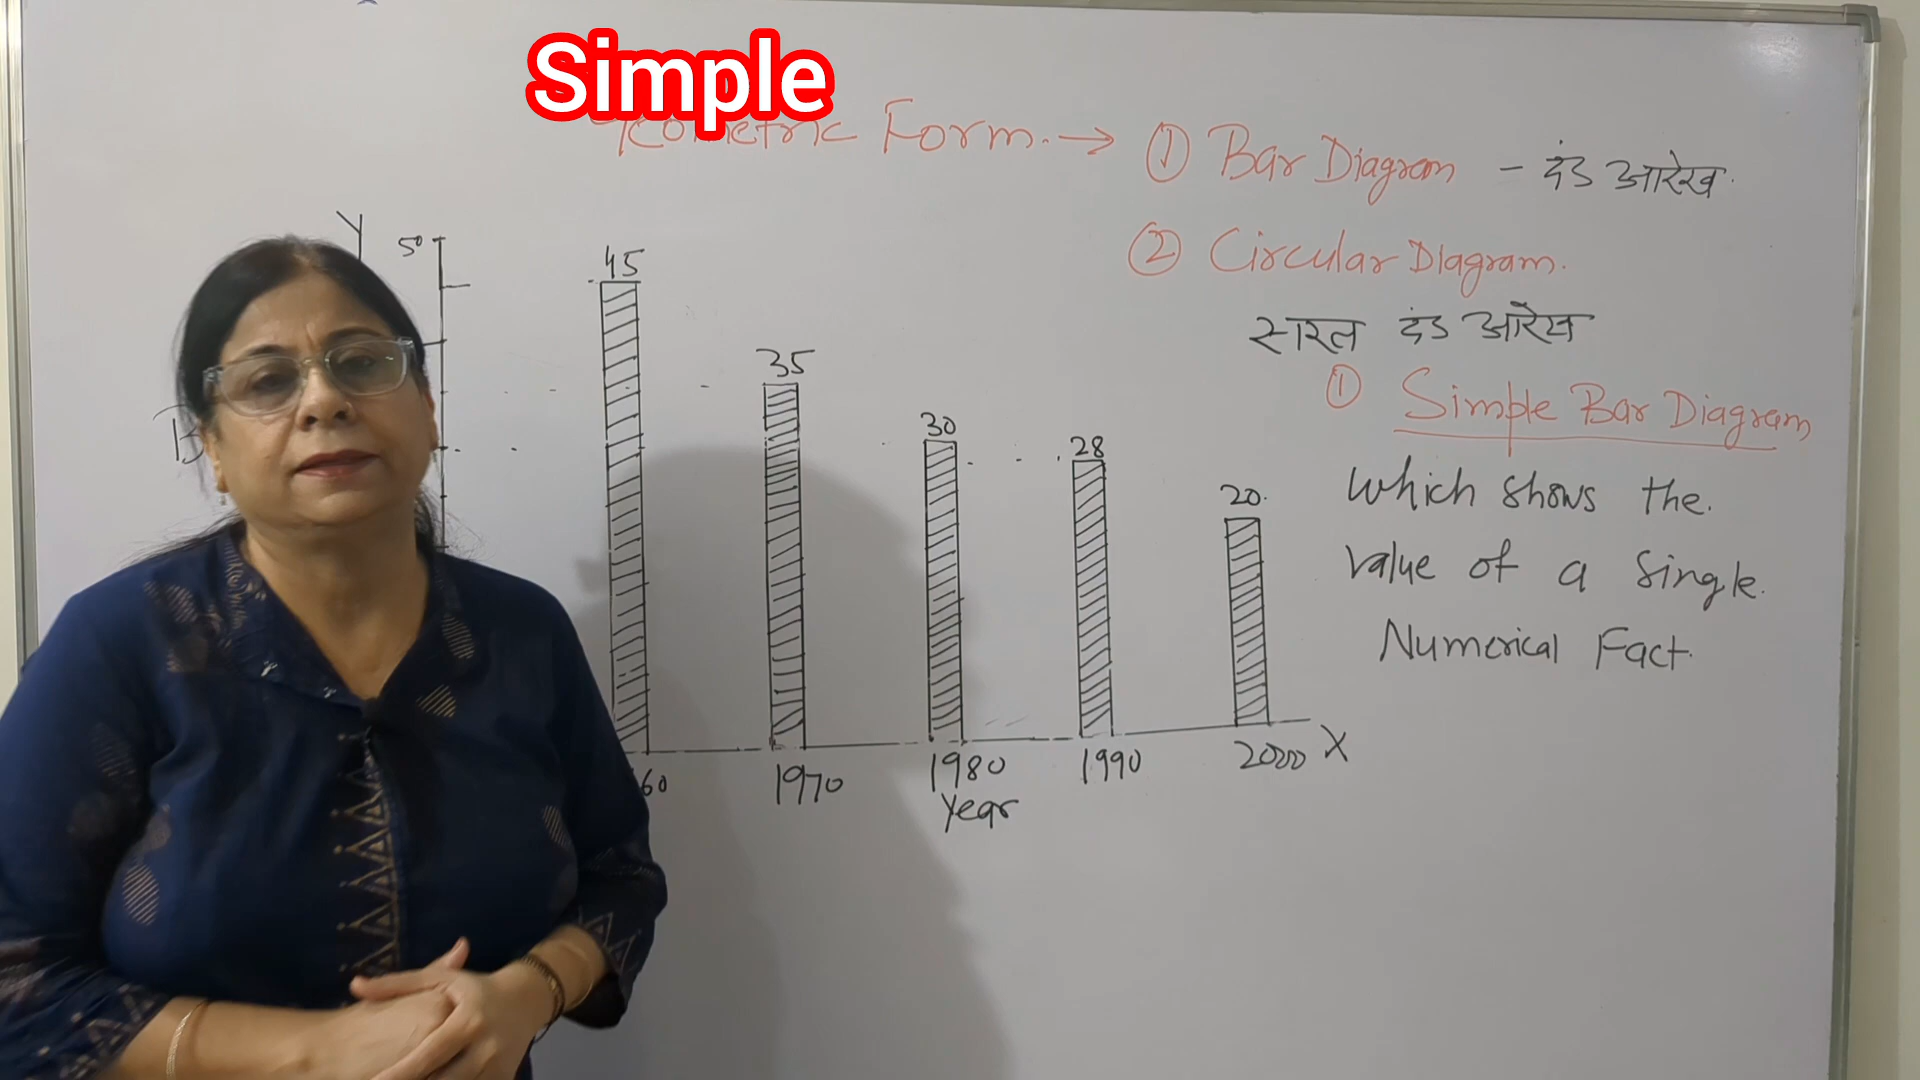 Simple
Form. → ① Bar Diagram - दंड आरेख
② Circular Diagram.
सरल दंड आरेख
① Simple Bar Diagram
Which shows the.
value of a single.
Numerical Fact.
Y
50
45
35
30
28
20.
60 1970 1980 1990 2000 X
Year